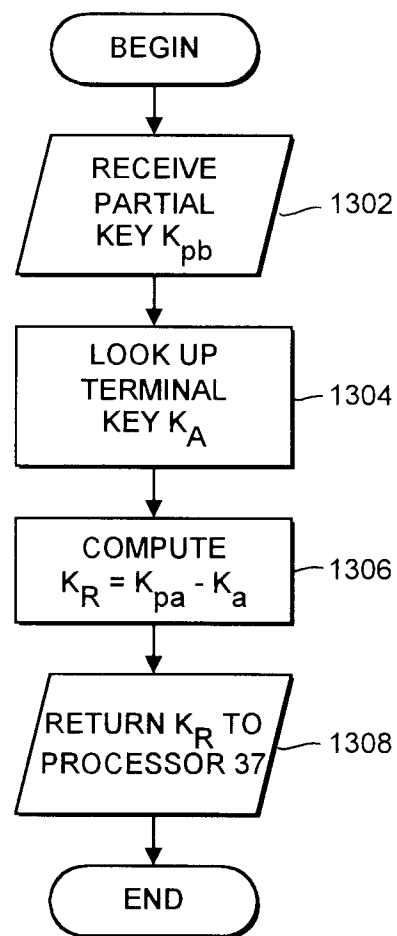 BEGIN
RECEIVE
PARTIAL
KEY K_pb
1302
LOOK UP
TERMINAL
KEY K_A
1304
COMPUTE
K_R = K_pa - K_a
1306
RETURN K_R TO
PROCESSOR 37
1308
END